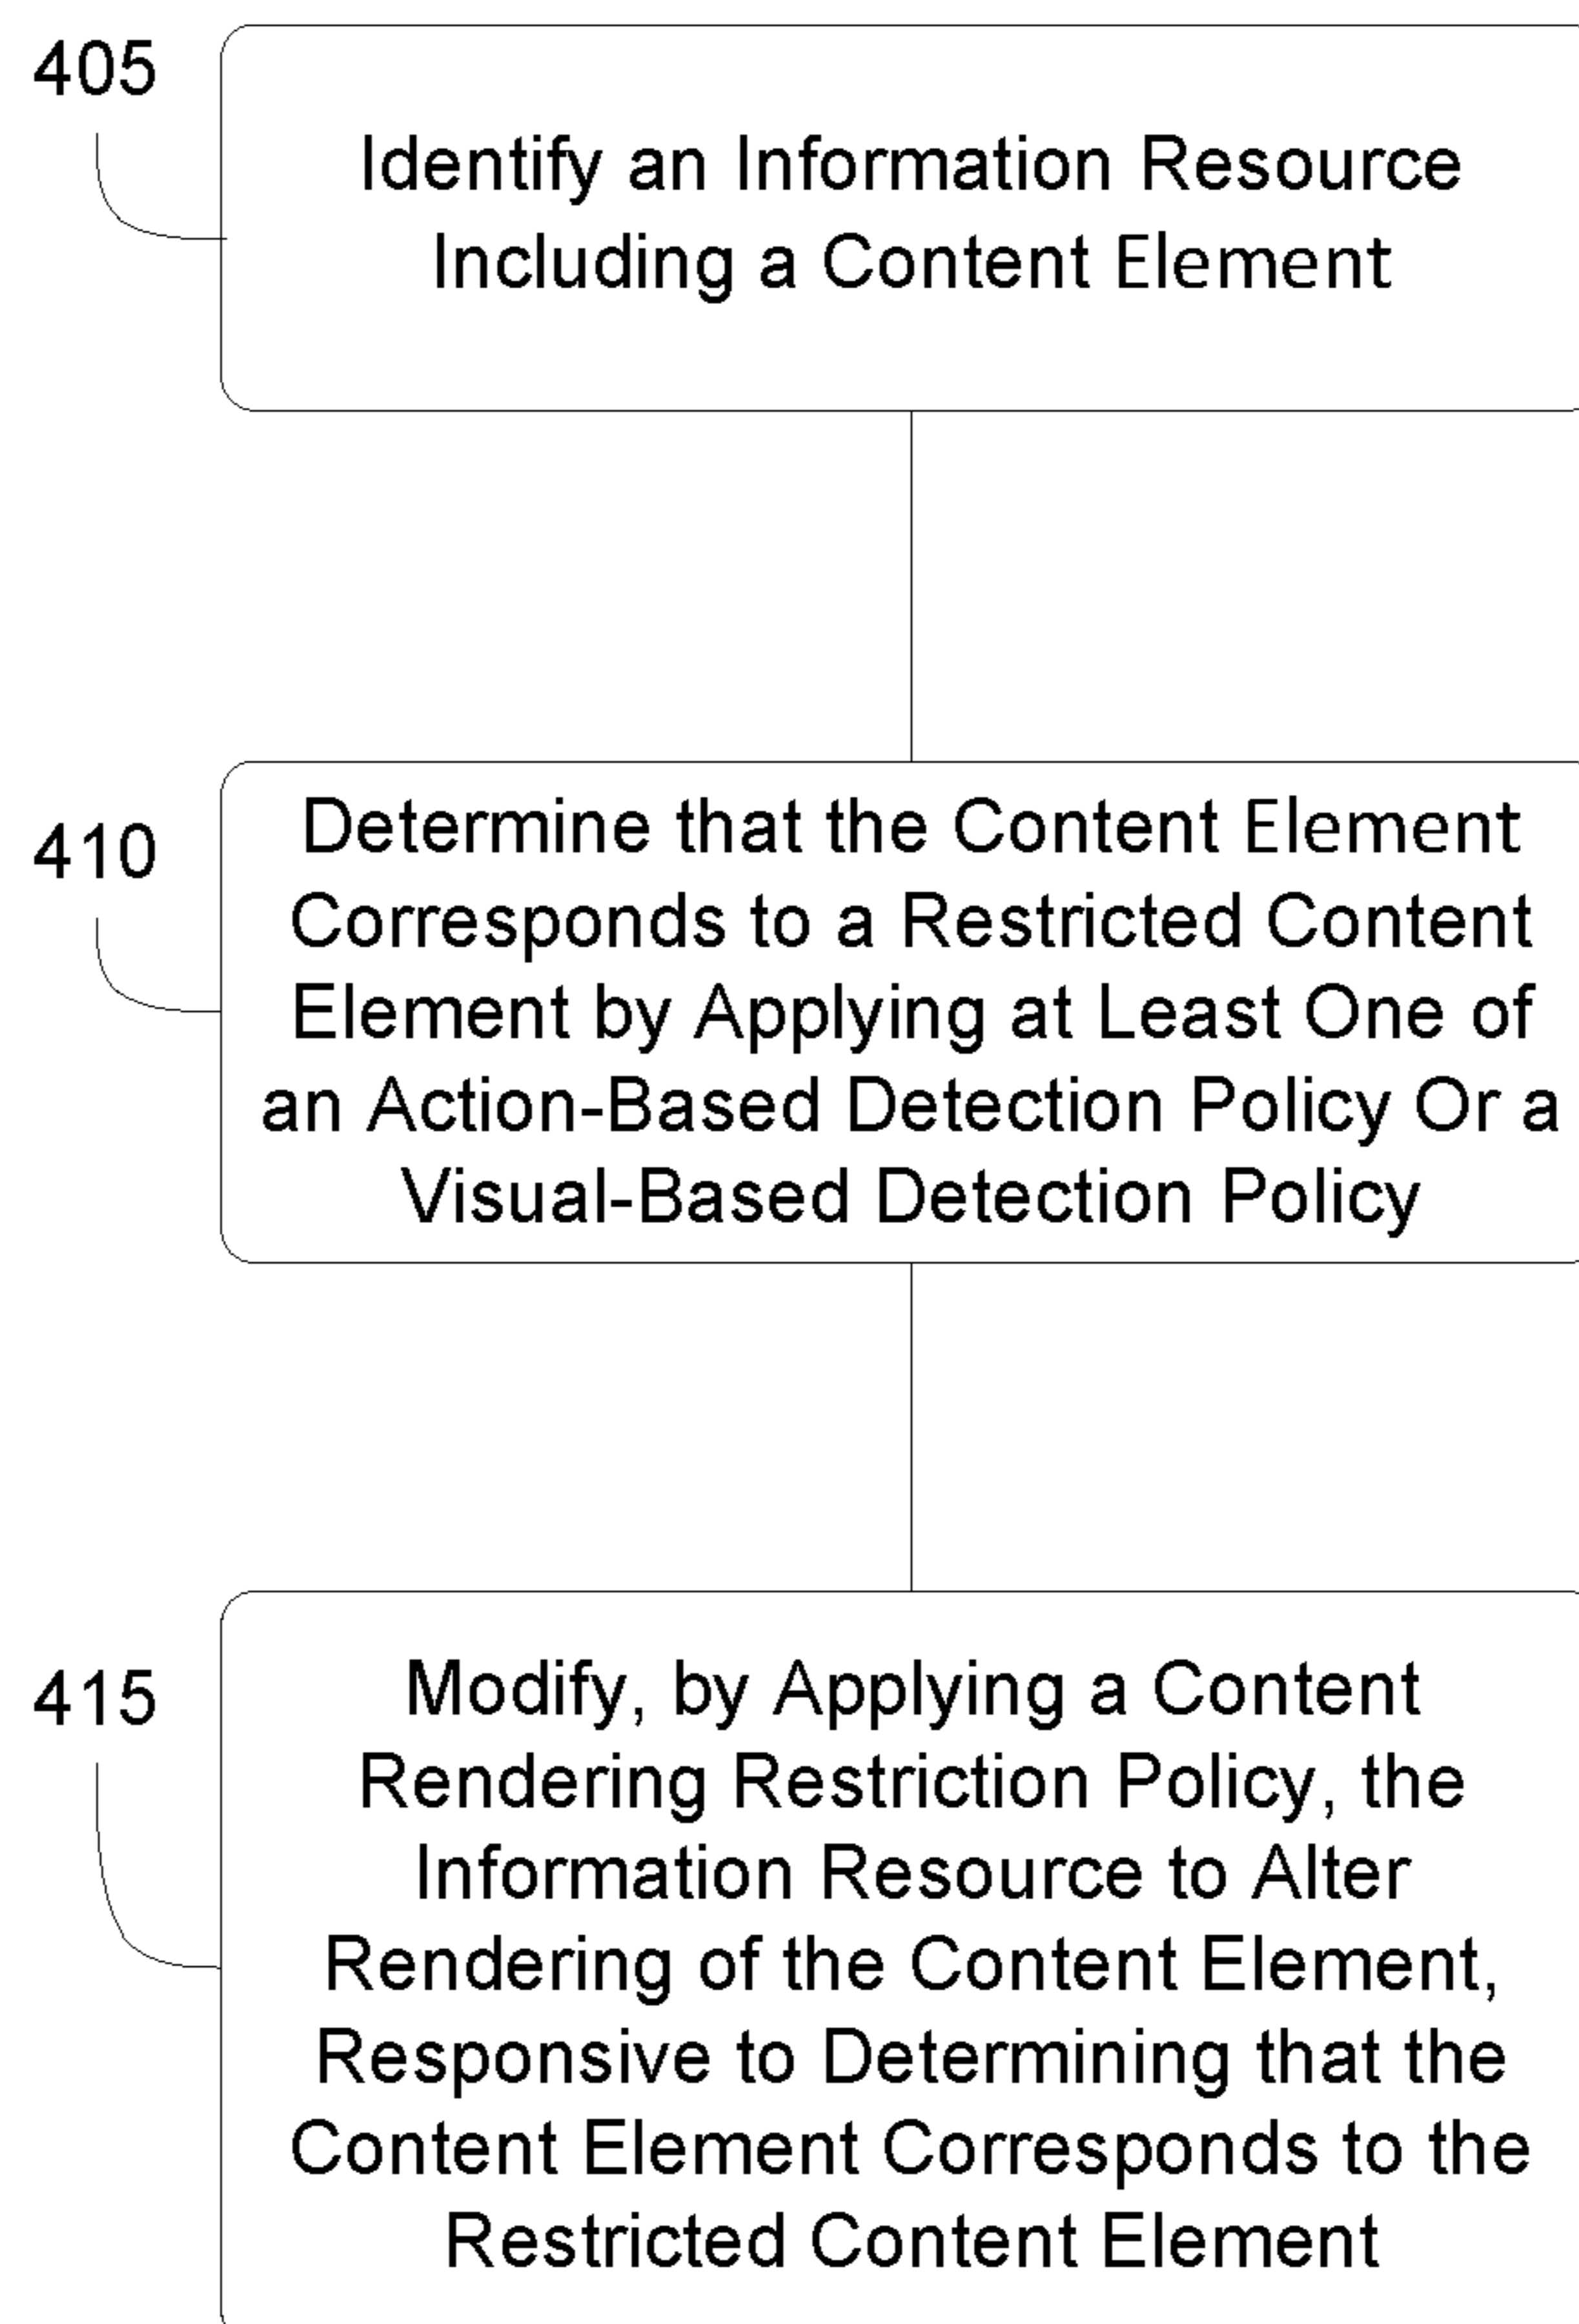 405
Identify an Information Resource
Including a Content Element
410
Determine that the Content Element
Corresponds to a Restricted Content
Element by Applying at Least One of
an Action-Based Detection Policy Or a
Visual-Based Detection Policy
415
Modify, by Applying a Content
Rendering Restriction Policy, the
Information Resource to Alter
Rendering of the Content Element,
Responsive to Determining that the
Content Element Corresponds to the
Restricted Content Element